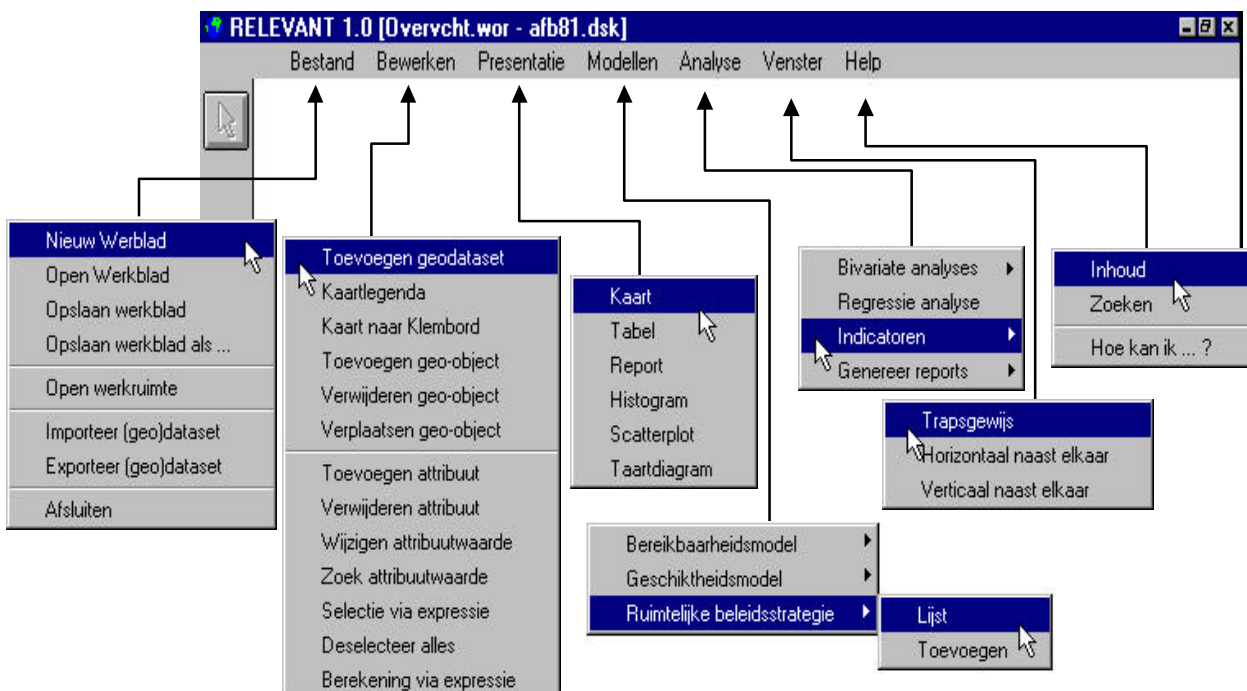 RELEVANT 1.0 [Overvcht.wor - afb81.dsk]
Bestand Bewerken Presentatie Modellen Analyse Venster Help
Nieuw Werblad
Open Werkblad
Opslaan werkblad
Opslaan werkblad als ...
Open werkruimte
Importeer (geo)dataset
Exporteer (geo)dataset
Afsluiten
Toevoegen geodataset
Kaartlegenda
Kaart naar Klembord
Toevoegen geo-object
Verwijderen geo-object
Verplaatsen geo-object
Toevoegen attribuut
Verwijderen attribuut
Wijzigen attribuutwaarde
Zoek attribuutwaarde
Selectie via expressie
Deselecteer alles
Berekening via expressie
Kaart
Tabel
Report
Histogram
Scatterplot
Taartdiagram
Bereikbaarheidsmodel
Geschiktheidsmodel
Ruimtelijke beleidsstrategie
Lijst
Toevoegen
Bivariate analyses
Regressie analyse
Indicatoren
Genereer reports
Trapsgewijs
Horizontaal naast elkaar
Verticaal naast elkaar
Inhoud
Zoeken
Hoe kan ik ... ?